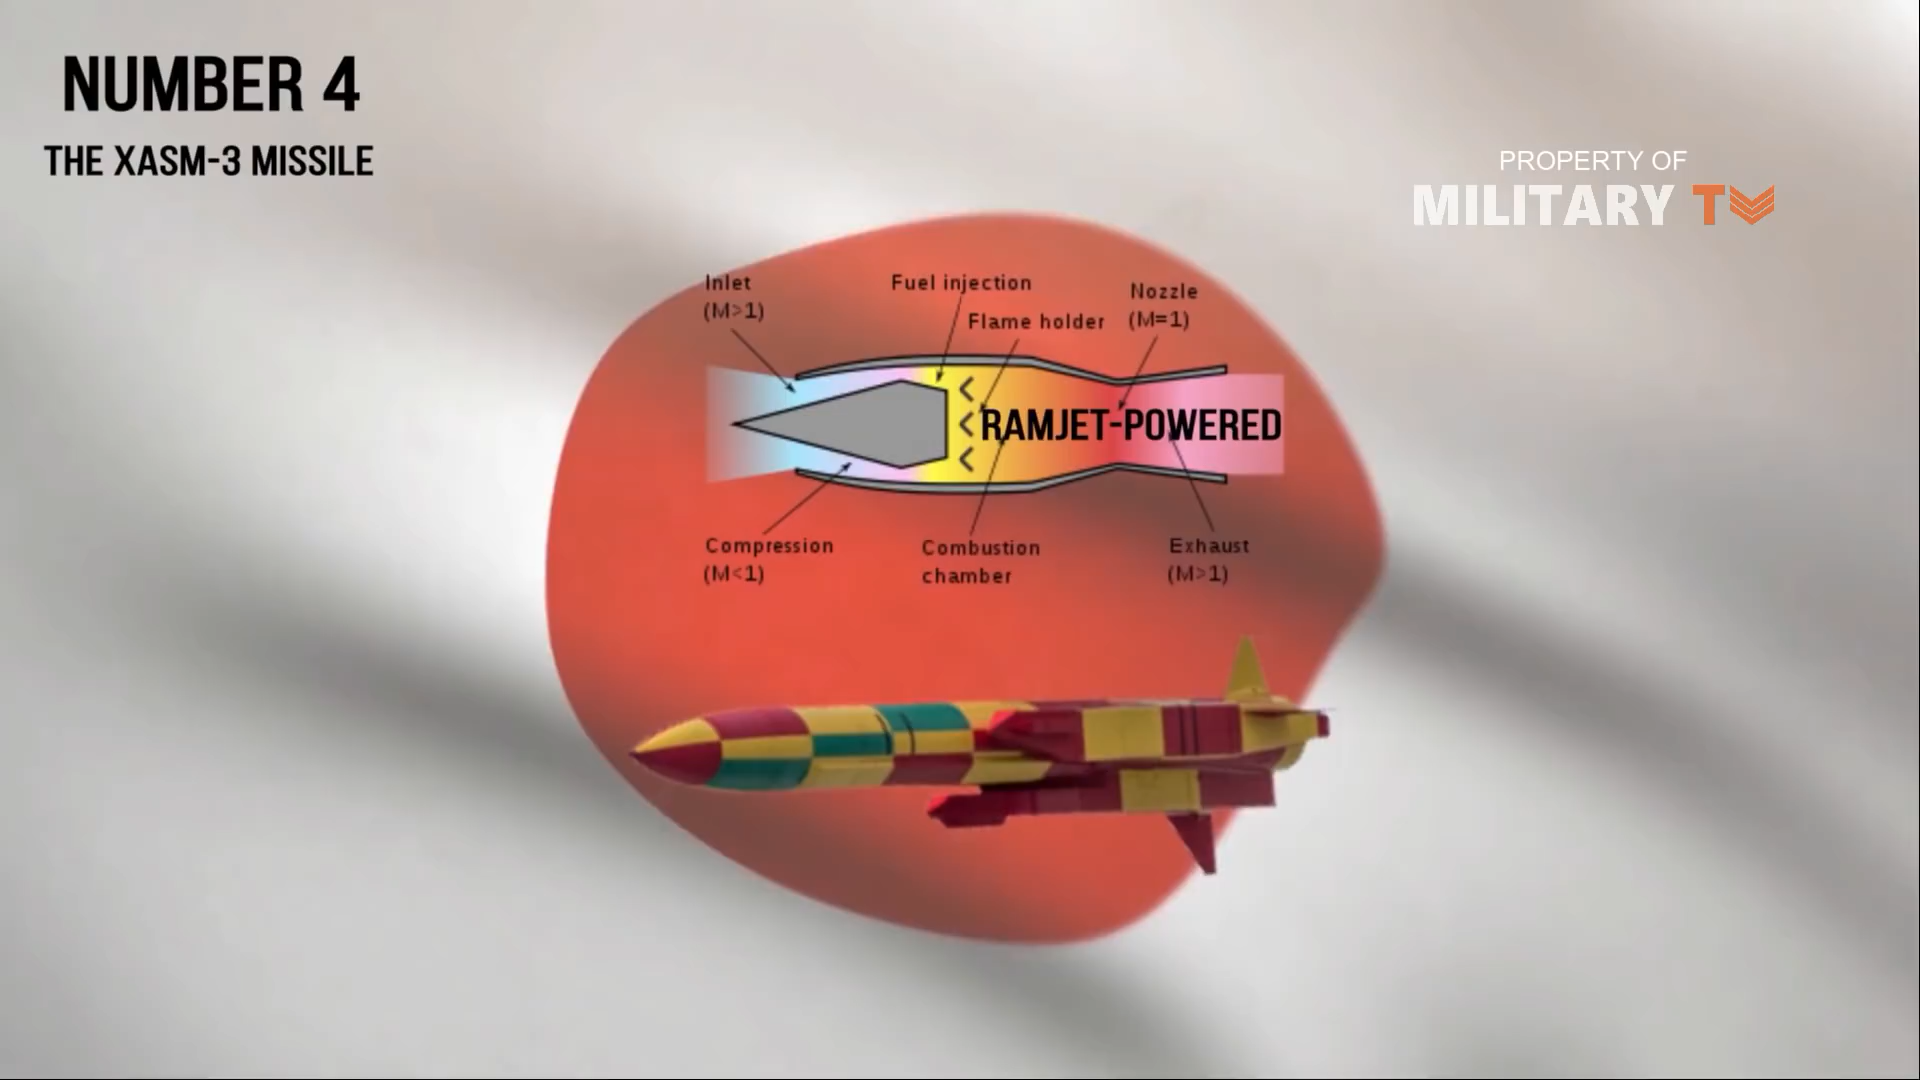 NUMBER 4
THE XASM-3 MISSILE
PROPERTY OF
MILITARY TV
Inlet
(M>1)
Fuel injection
Flame holder
Nozzle
(M=1)
RAMJET-POWERED
Compression
(M<1)
Combustion
chamber
Exhaust
(M>1)